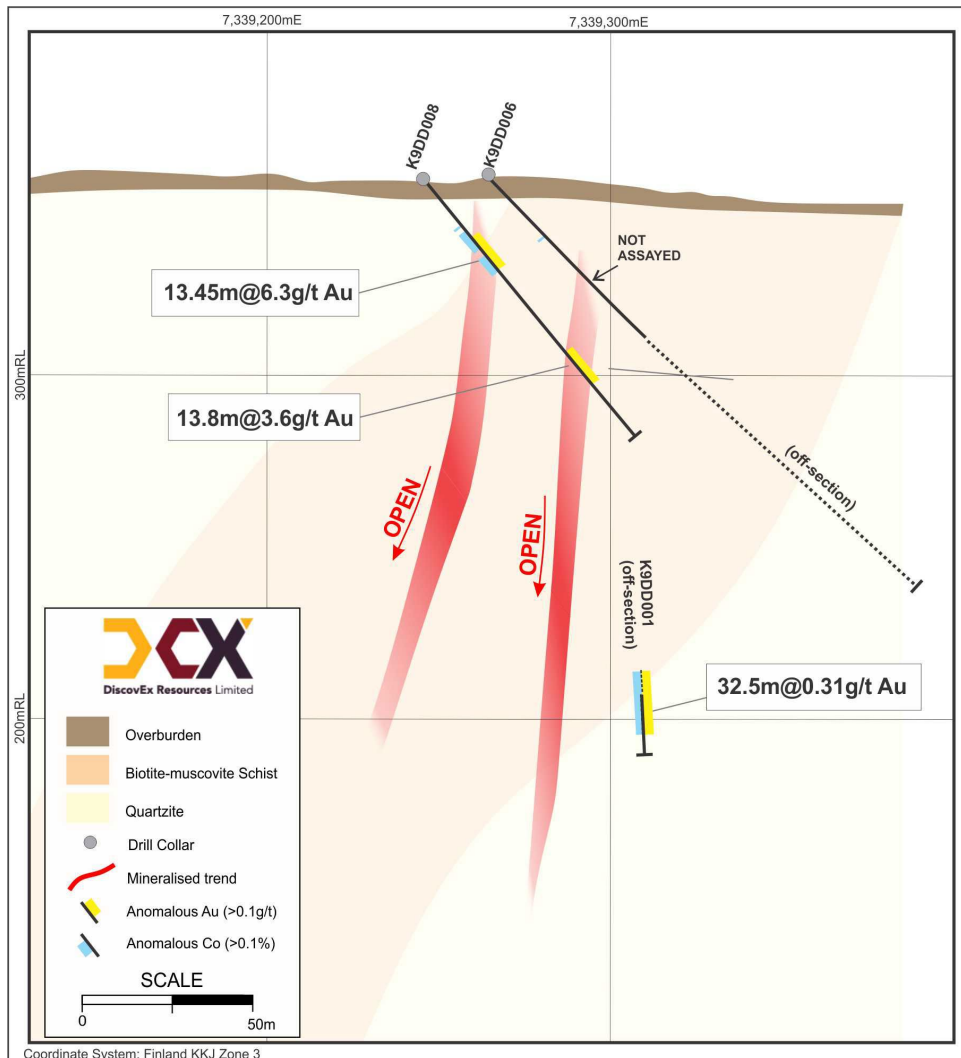 7,339,200mE
7,339,300mE
K9DD008
K9DD006
NOT
ASSAYED
13.45m@6.3g/t Au
300mRL
13.8m@3.6g/t Au
(off-section)
OPEN
OPEN
K9DD001
(off-section)
32.5m@0.31g/t Au
200mRL
DCX
DiscovEx Resources Limited
Overburden
Biotite-muscovite Schist
Quartzite
Drill Collar
Mineralised trend
Anomalous Au (>0.1g/t)
Anomalous Co (>0.1%)
SCALE
0
50m
Coordinate System: Finland KKJ Zone 3